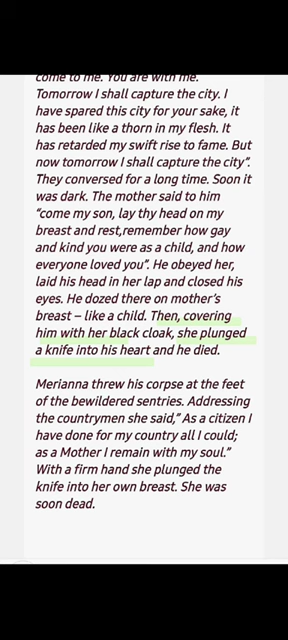 come to me. You are with me.
Tomorrow I shall capture the city. I
have spared this city for your sake, it
has been like a thorn in my flesh. It
has retarded my swift rise to fame. But
now tomorrow I shall capture the city”.
They conversed for a long time. Soon it
was dark. The mother said to him
“come my son, lay thy head on my
breast and rest,remember how gay
and kind you were as a child, and how
everyone loved you”. He obeyed her,
laid his head in her lap and closed his
eyes. He dozed there on mother’s
breast – like a child. Then, covering
him with her black cloak, she plunged
a knife into his heart and he died.
Merianna threw his corpse at the feet
of the bewildered sentries. Addressing
the countrymen she said,” As a citizen I
have done for my country all I could;
as a Mother I remain with my soul.”
With a firm hand she plunged the
knife into her own breast. She was
soon dead.